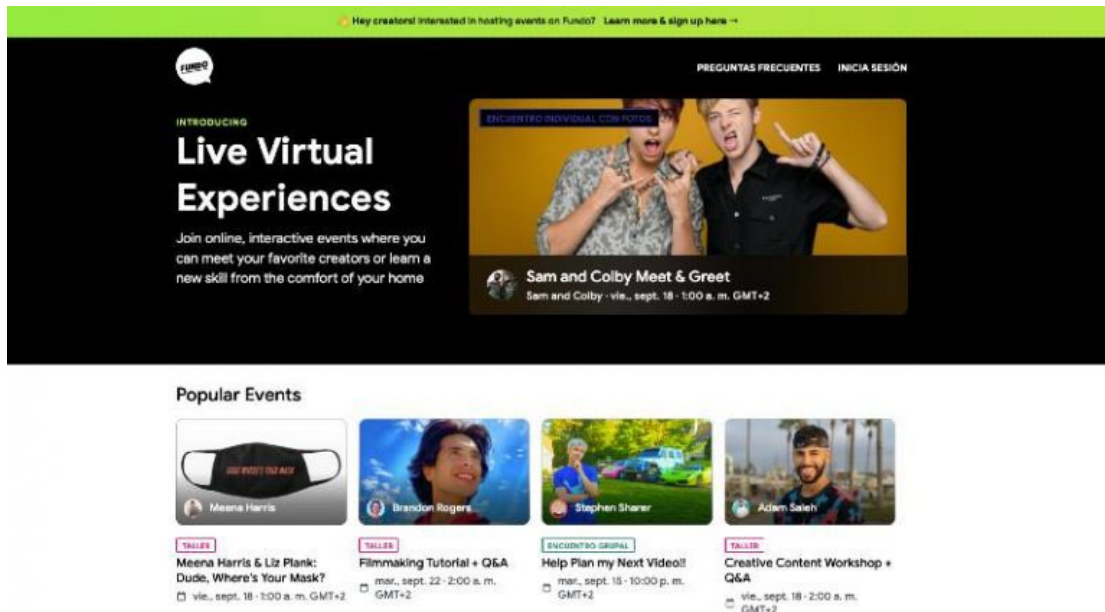 Hey creators! Interested in hosting events on Fundo? Learn more & sign up here →
FUNDO
PREGUNTAS FRECUENTES INICIA SESIÓN
INTRODUCING
Live Virtual
Experiences
Join online, interactive events where you
can meet your favorite creators or learn a
new skill from the comfort of your home
ENCUENTRO INDIVIDUAL CON FOTOS
Sam and Colby Meet & Greet
Sam and Colby · vie., sept. 18 · 1:00 a. m. GMT+2
Popular Events
DUDE WHERE'S YOUR MASK
Meena Harris
Brandon Rogers
Stephen Sharer
Adam Saleh
TALLER
Meena Harris & Liz Plank:
Dude, Where's Your Mask?
vie., sept. 18 · 1:00 a. m. GMT+2
TALLER
Filmmaking Tutorial + Q&A
mar., sept. 22 · 2:00 a. m.
GMT+2
ENCUENTRO GRUPAL
Help Plan my Next Video!!
mar., sept. 15 · 10:00 p. m.
GMT+2
TALLER
Creative Content Workshop +
Q&A
vie., sept. 18 · 2:00 a. m.
GMT+2